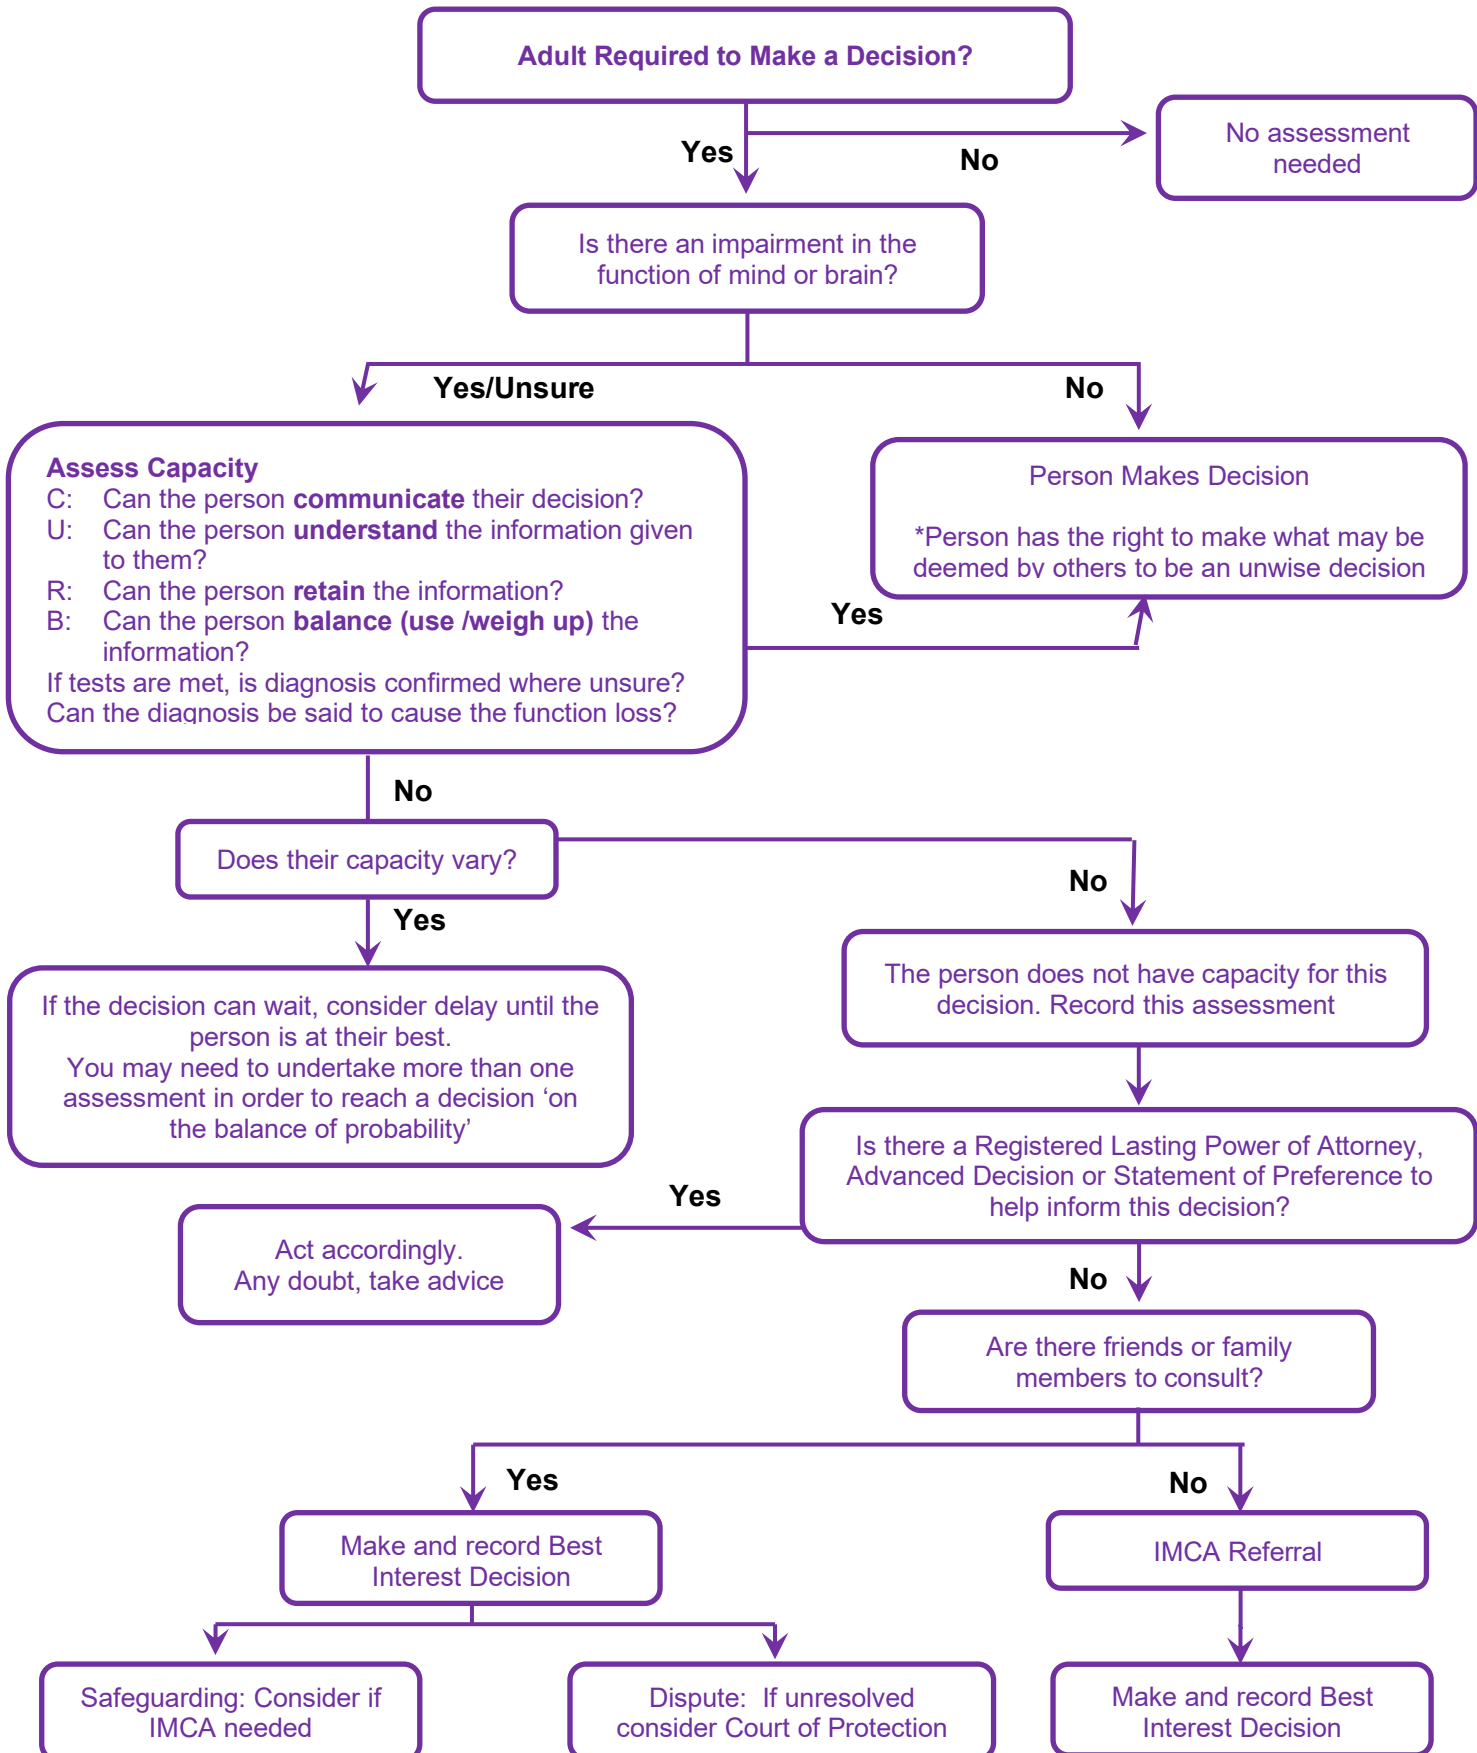 Adult Required to Make a Decision?
Yes
No
No assessment
needed
Is there an impairment in the
function of mind or brain?
Yes/Unsure
No
Assess Capacity
C: Can the person communicate their decision?
U: Can the person understand the information given
to them?
R: Can the person retain the information?
B: Can the person balance (use /weigh up) the
information?
If tests are met, is diagnosis confirmed where unsure?
Can the diagnosis be said to cause the function loss?
Person Makes Decision
*Person has the right to make what may be
deemed by others to be an unwise decision
Yes
No
Does their capacity vary?
No
Yes
If the decision can wait, consider delay until the
person is at their best.
You may need to undertake more than one
assessment in order to reach a decision ‘on
the balance of probability’
The person does not have capacity for this
decision. Record this assessment
Is there a Registered Lasting Power of Attorney,
Advanced Decision or Statement of Preference to
help inform this decision?
Yes
Act accordingly.
Any doubt, take advice
No
Are there friends or family
members to consult?
Yes
No
Make and record Best
Interest Decision
IMCA Referral
Safeguarding: Consider if
IMCA needed
Dispute: If unresolved
consider Court of Protection
Make and record Best
Interest Decision